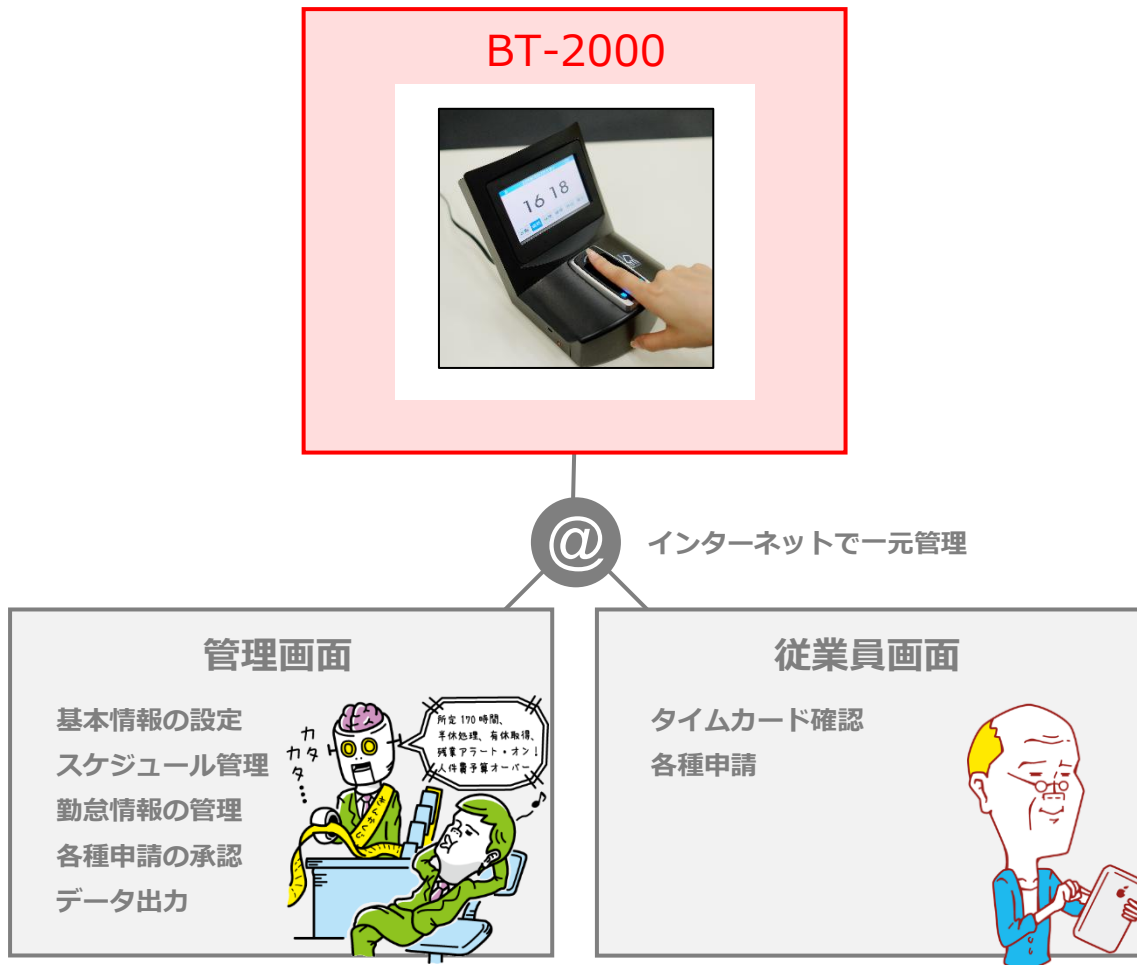 BT-2000
16 18
@
インターネットで一元管理
管理画面
基本情報の設定
スケジュール管理
勤怠情報の管理
各種申請の承認
データ出力
カタ
カタ
タ…
所定170時間、
半休処理、有休取得、
残業アラート・オン!
人件費予算オーバー…
従業員画面
タイムカード確認
各種申請